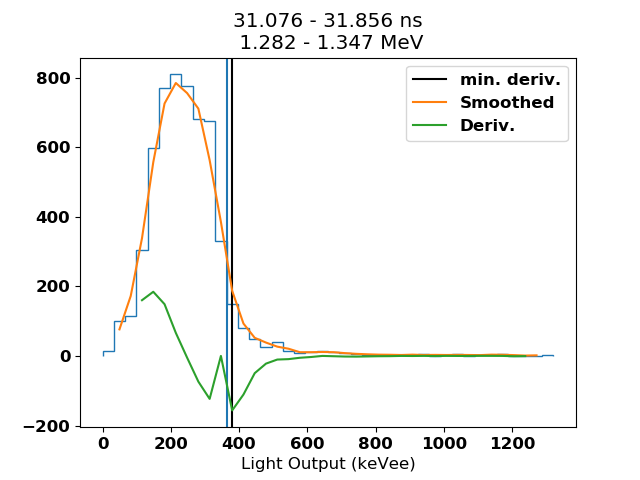 31.076 - 31.856 ns
1.282 - 1.347 MeV
min. deriv.
Smoothed
Deriv.
800
600
400
200
0
−200
0 200 400 600 800 1000 1200
Light Output (keVee)